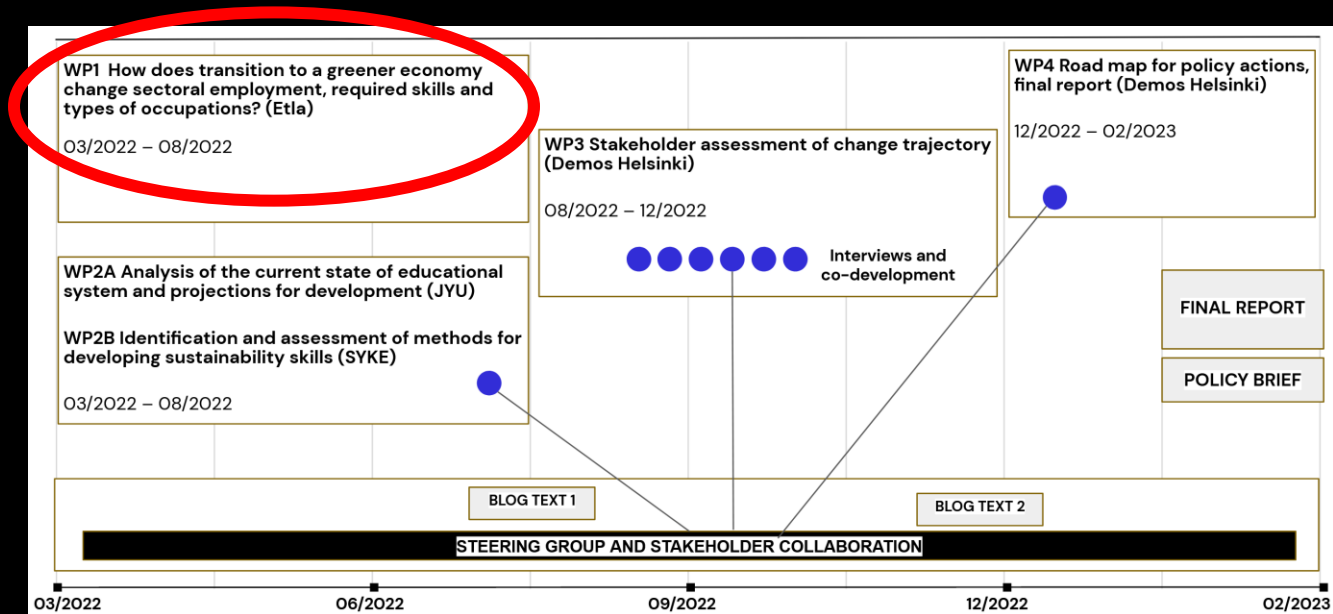 WP1 How does transition to a greener economy
change sectoral employment, required skills and
types of occupations? (Etla)
03/2022 – 08/2022
WP2A Analysis of the current state of educational
system and projections for development (JYU)
WP2B Identification and assessment of methods for
developing sustainability skills (SYKE)
03/2022 – 08/2022
WP3 Stakeholder assessment of change trajectory
(Demos Helsinki)
08/2022 – 12/2022
Interviews and
co-development
WP4 Road map for policy actions,
final report (Demos Helsinki)
12/2022 – 02/2023
FINAL REPORT
POLICY BRIEF
BLOG TEXT 1
BLOG TEXT 2
STEERING GROUP AND STAKEHOLDER COLLABORATION
03/2022
06/2022
09/2022
12/2022
02/2023